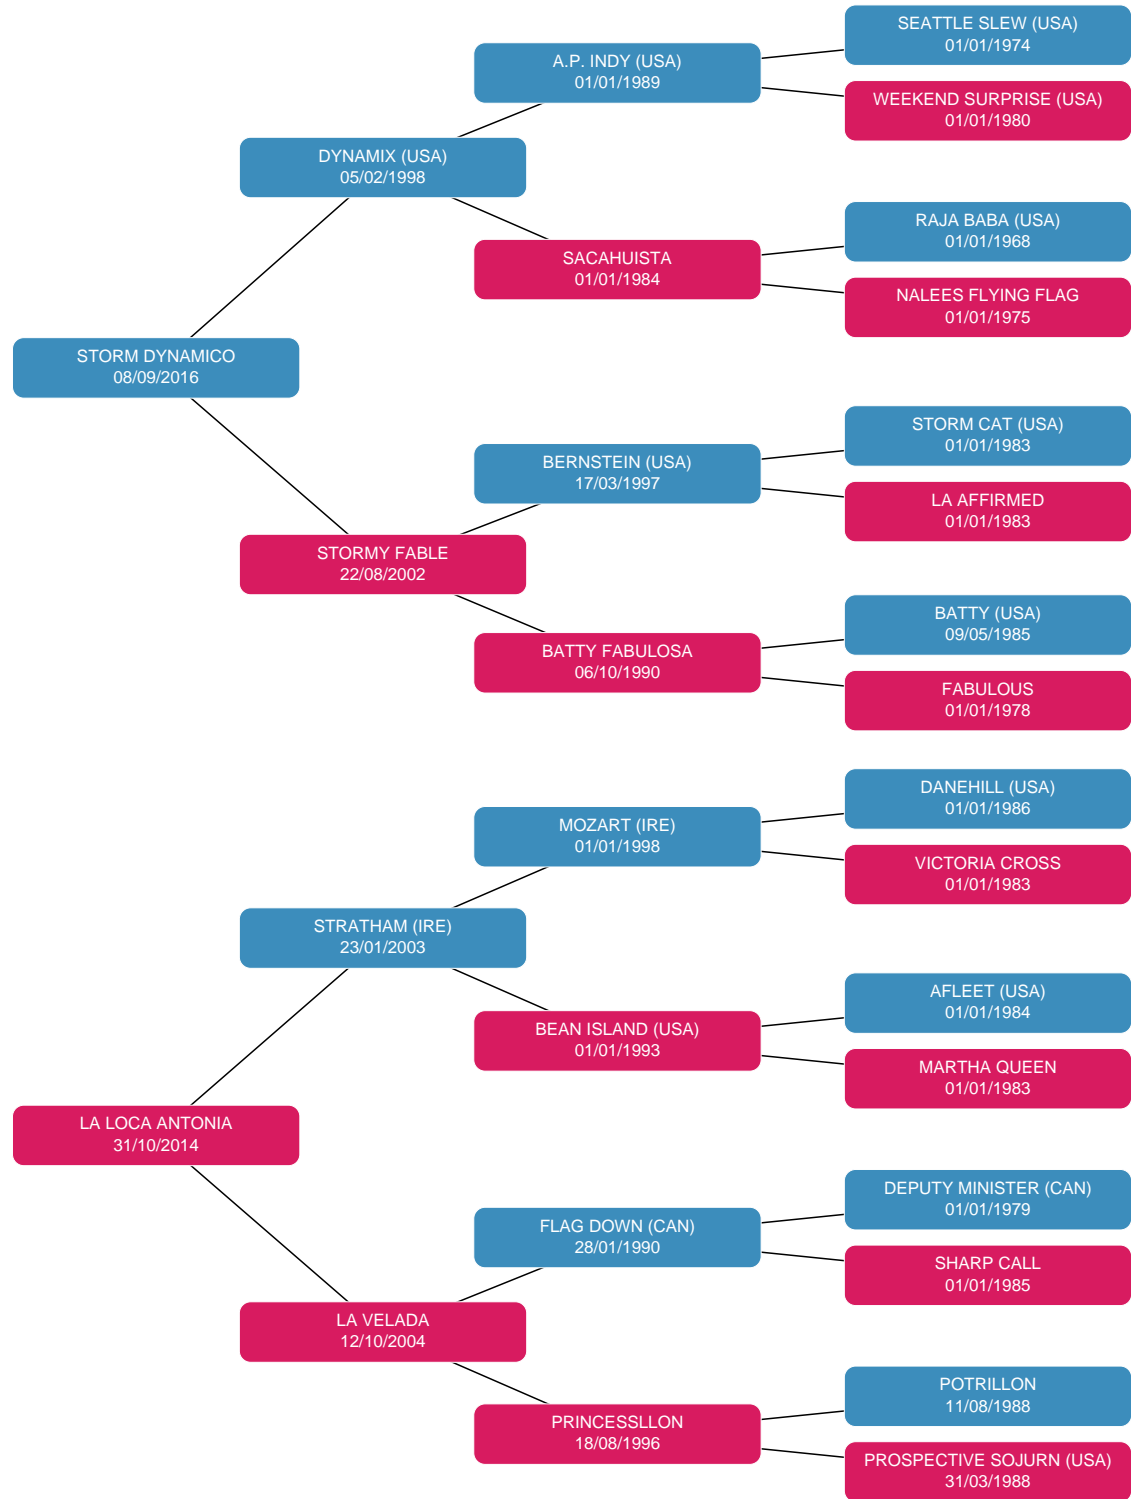 SEATTLE SLEW (USA)
01/01/1974
A.P. INDY (USA)
01/01/1989
WEEKEND SURPRISE (USA)
01/01/1980
DYNAMIX (USA)
05/02/1998
RAJA BABA (USA)
01/01/1968
SACAHUISTA
01/01/1984
NALEES FLYING FLAG
01/01/1975
STORM DYNAMICO
08/09/2016
STORM CAT (USA)
01/01/1983
BERNSTEIN (USA)
17/03/1997
LA AFFIRMED
01/01/1983
STORMY FABLE
22/08/2002
BATTY (USA)
09/05/1985
BATTY FABULOSA
06/10/1990
FABULOUS
01/01/1978
DANEHILL (USA)
01/01/1986
MOZART (IRE)
01/01/1998
VICTORIA CROSS
01/01/1983
STRATHAM (IRE)
23/01/2003
AFLEET (USA)
01/01/1984
BEAN ISLAND (USA)
01/01/1993
MARTHA QUEEN
01/01/1983
LA LOCA ANTONIA
31/10/2014
DEPUTY MINISTER (CAN)
01/01/1979
FLAG DOWN (CAN)
28/01/1990
SHARP CALL
01/01/1985
LA VELADA
12/10/2004
POTRILLON
11/08/1988
PRINCESSLLON
18/08/1996
PROSPECTIVE SOJURN (USA)
31/03/1988